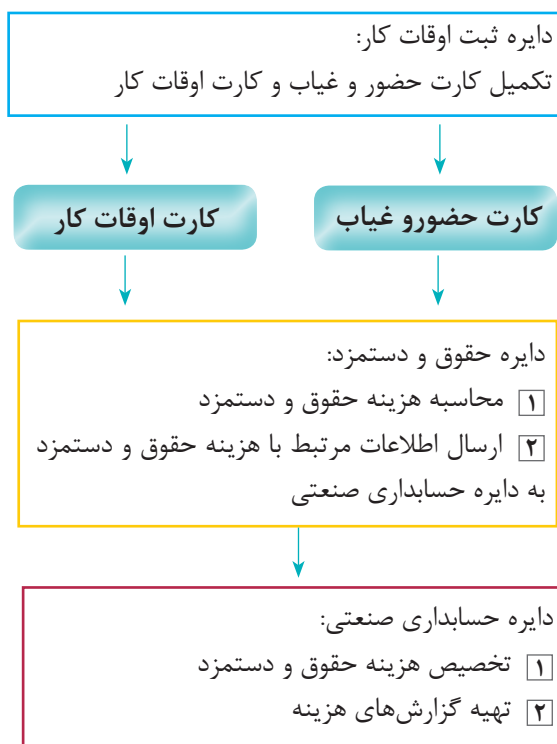 دایره ثبت اوقات کار:
تکمیل کارت حضور و غیاب و کارت اوقات کار
کارت حضورو غیاب
کارت اوقات کار
دایره حقوق و دستمزد:
۱ محاسبه هزینه حقوق و دستمزد
۲ ارسال اطلاعات مرتبط با هزینه حقوق و دستمزد
به دایره حسابداری صنعتی
دایره حسابداری صنعتی:
۱ تخصیص هزینه حقوق و دستمزد
۲ تهیه گزارش‌های هزینه